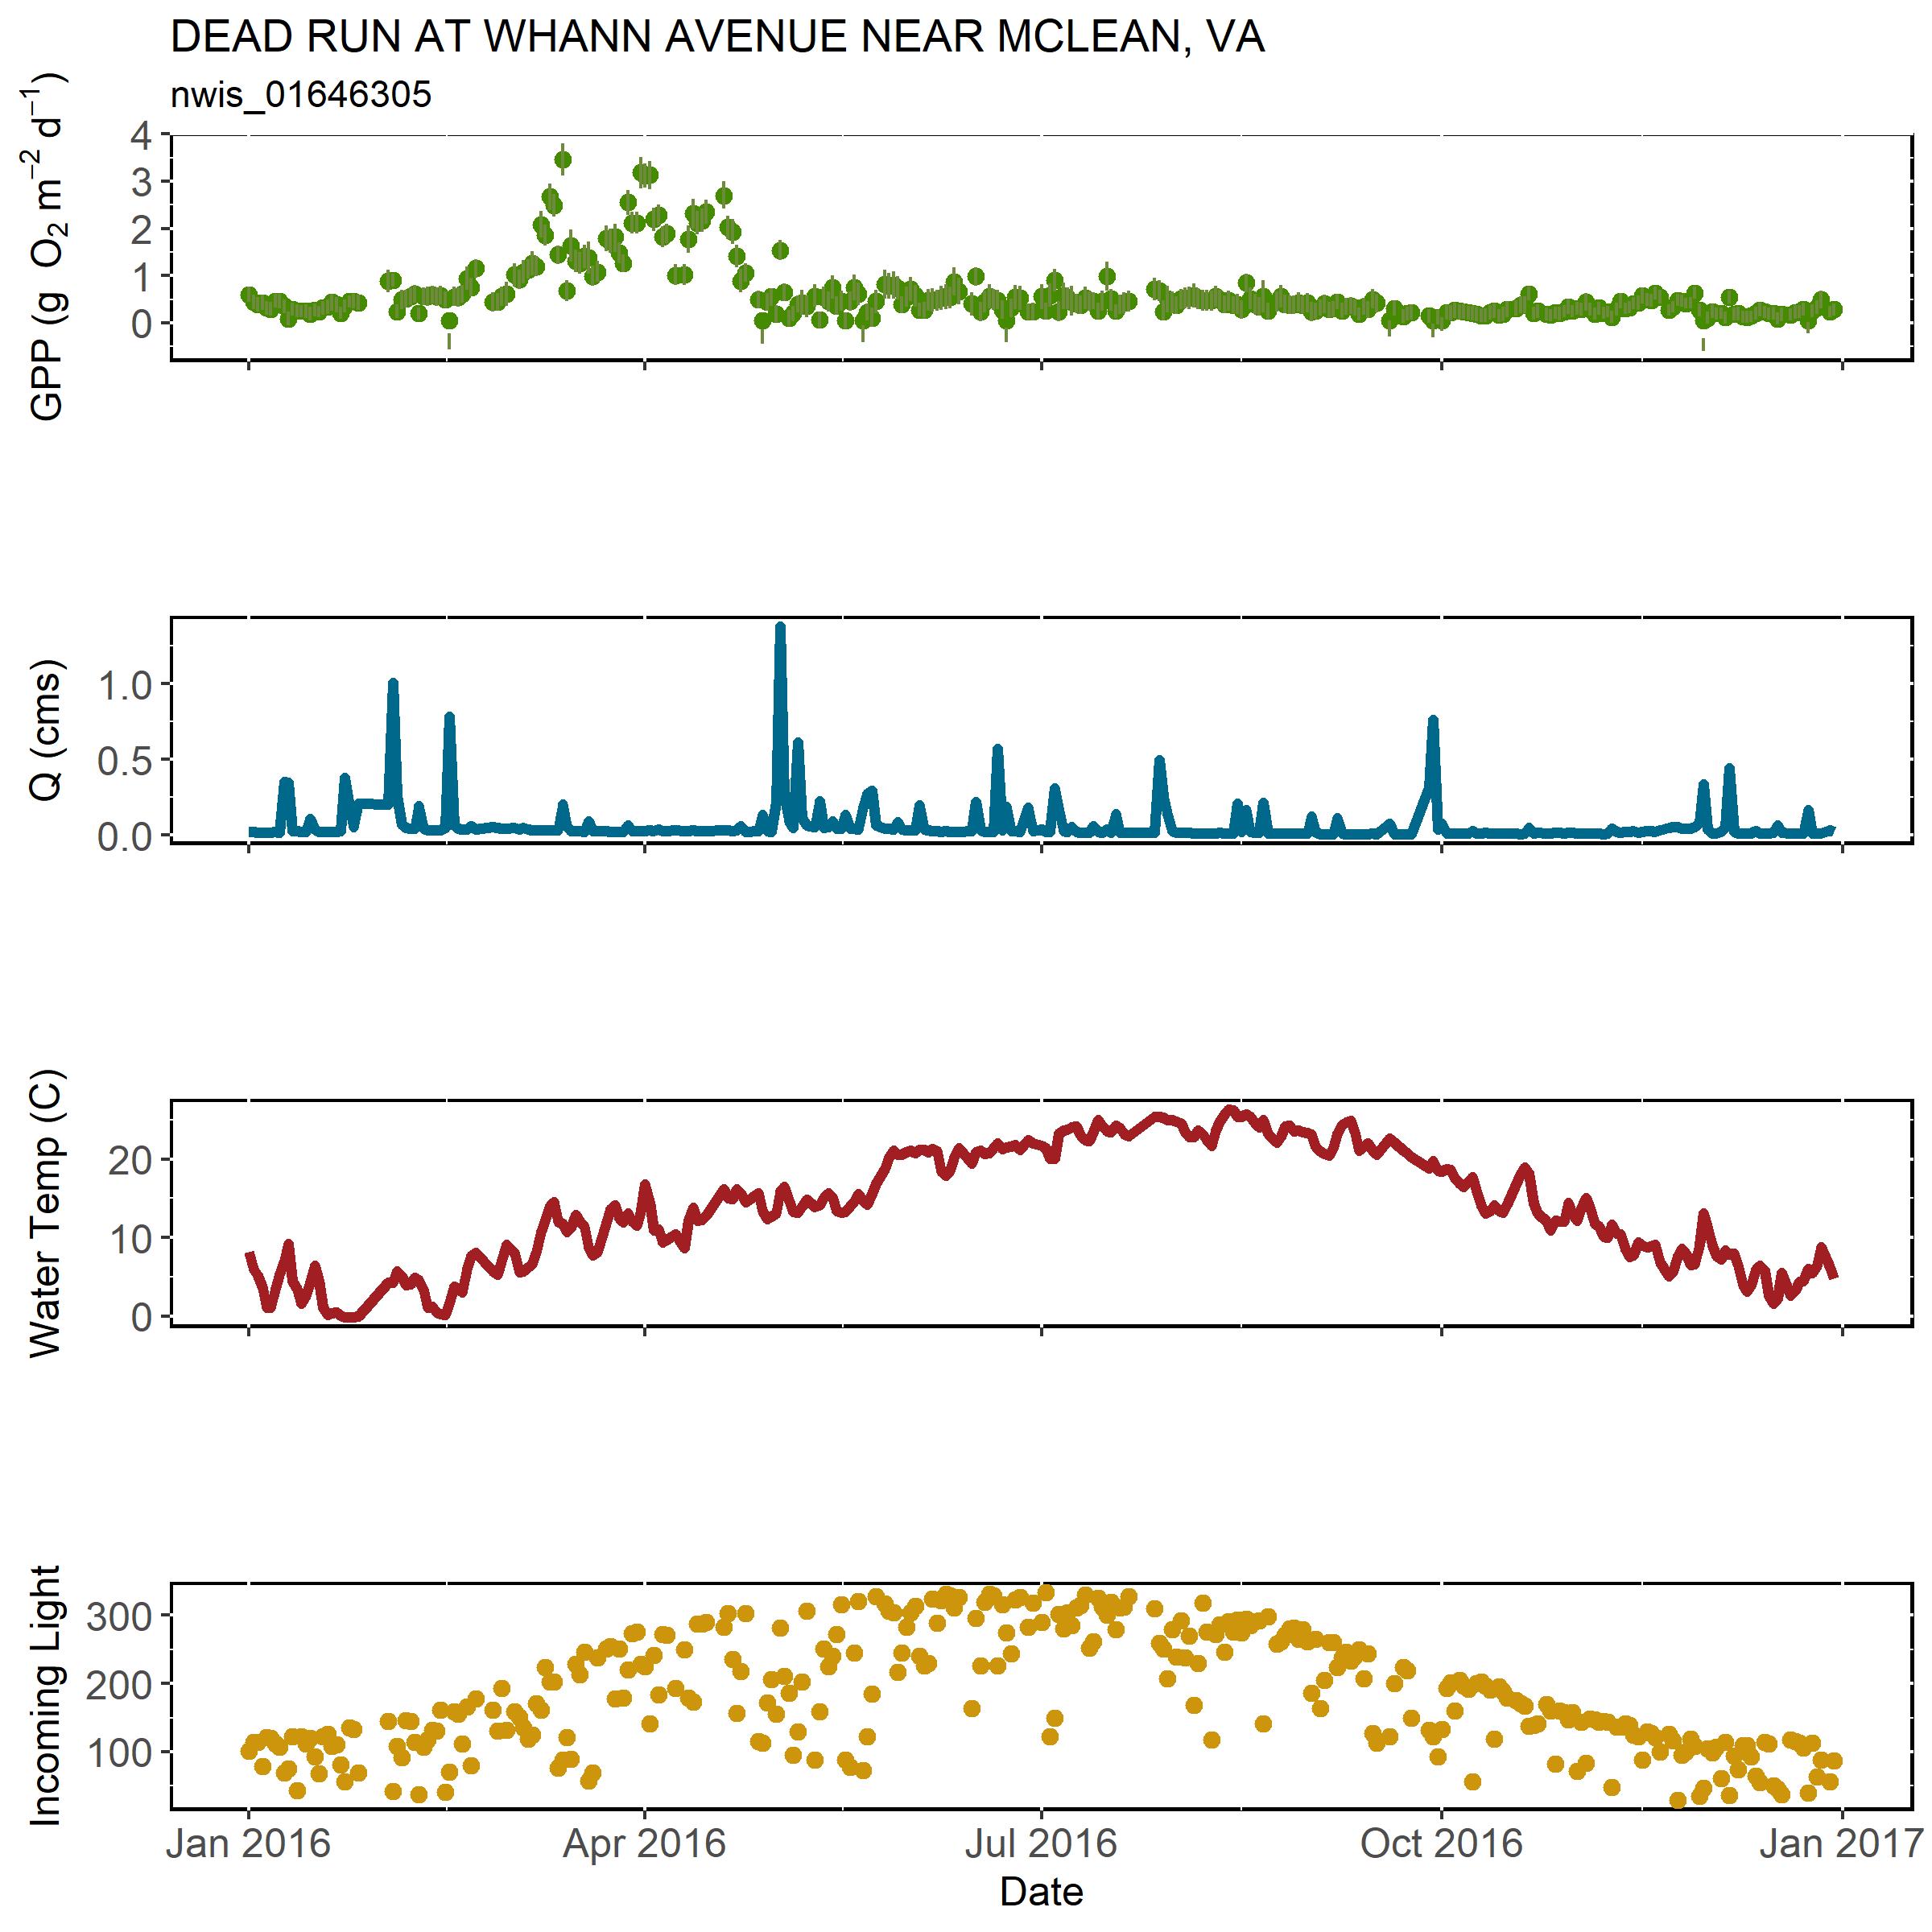 DEAD RUN AT WHANN AVENUE NEAR MCLEAN, VA
nwis_01646305
GPP (g O₂ m⁻² d⁻¹)
4
3
2
1
0
Q (cms)
1.0
0.5
0.0
Water Temp (C)
20
10
0
Incoming Light
300
200
100
Jan 2016 Apr 2016 Jul 2016 Oct 2016 Jan 2017
Date